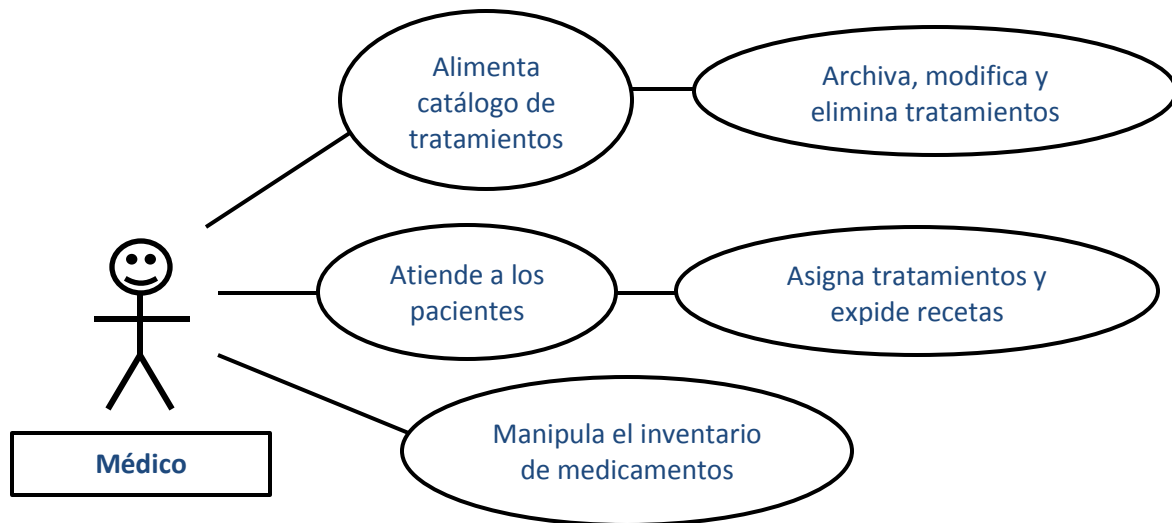 Alimenta
catálogo de
tratamientos
Archiva, modifica y
elimina tratamientos
Atiende a los
pacientes
Asigna tratamientos y
expide recetas
Manipula el inventario
de medicamentos
Médico